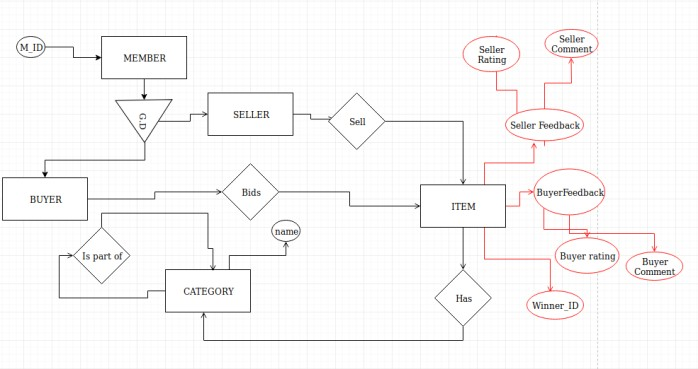 M_ID
MEMBER
G.D
SELLER
Sell
Seller
Rating
Seller
Comment
Seller Feedback
BUYER
Bids
ITEM
BuyerFeedback
name
Is part of
Buyer rating
Buyer
Comment
CATEGORY
Has
Winner_ID